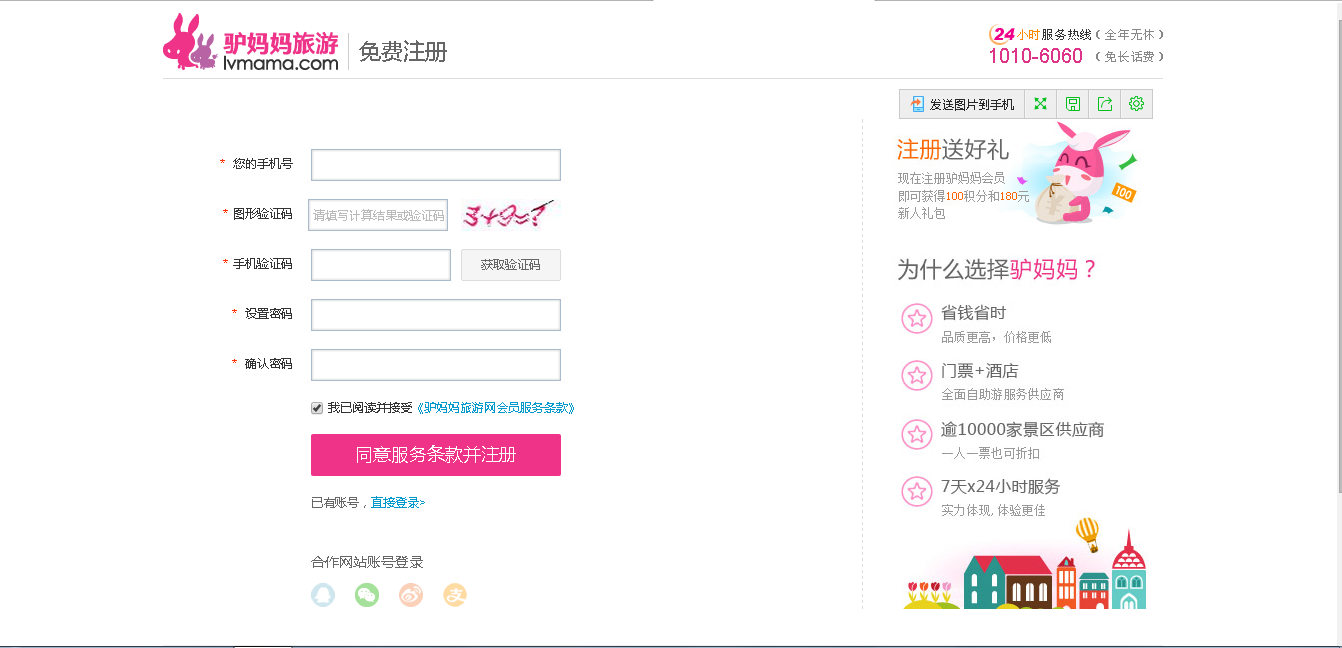 驴妈妈旅游
lvmama.com
免费注册
24小时服务热线(全年无休)
1010-6060 (免长话费)
发送图片到手机
* 您的手机号
* 图形验证码 请填写计算结果或验证码
* 手机验证码 获取验证码
* 设置密码
* 确认密码
我已阅读并接受《驴妈妈旅游网会员服务条款》
同意服务条款并注册
已有账号，直接登录>
合作网站账号登录
支
注册送好礼
现在注册驴妈妈会员
即可获得100积分和180元
新人礼包
100
为什么选择驴妈妈？
省钱省时
品质更高，价格更低
门票+酒店
全面自助游服务供应商
逾10000家景区供应商
一人一票也可折扣
7天x24小时服务
实力体现,体验更佳